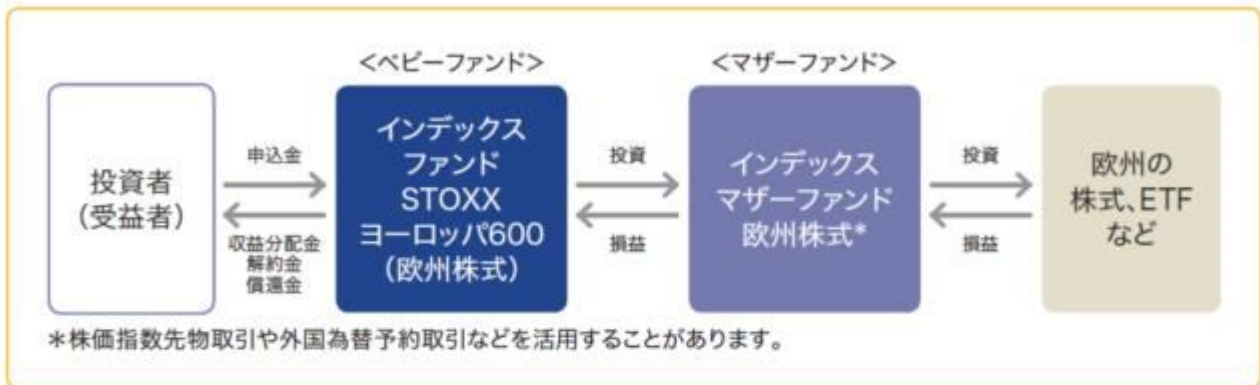 ＜ベビーファンド＞
＜マザーファンド＞
投資者
（受益者）
申込金
収益分配金
解約金
償還金
インデックス
ファンド
STOXX
ヨーロッパ600
（欧州株式）
投資
損益
インデックス
マザーファンド
欧州株式*
投資
損益
欧州の
株式、ETF
など
＊株価指数先物取引や外国為替予約取引などを活用することがあります。